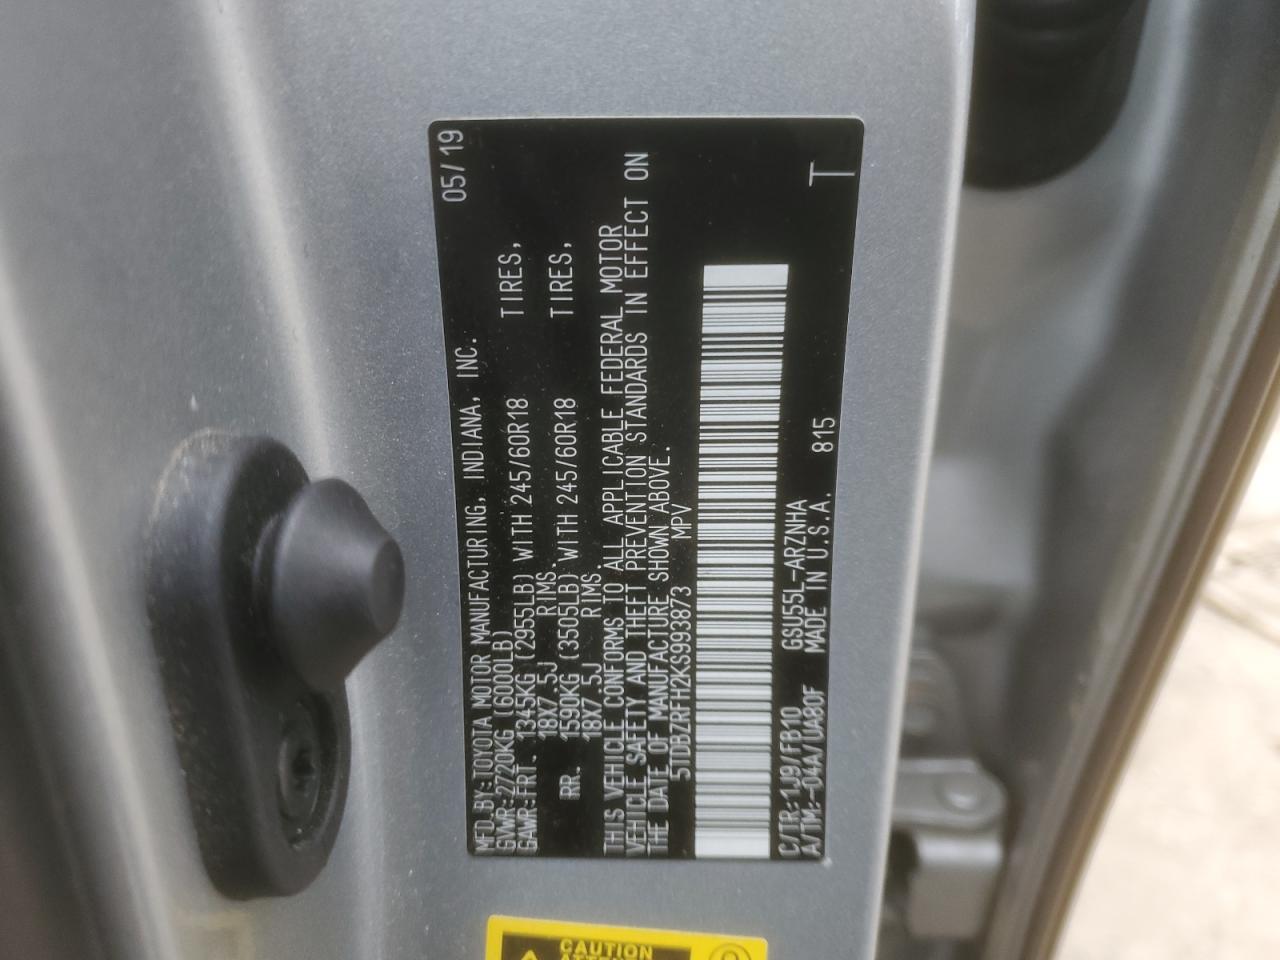 MFD.BY:TOYOTA MOTOR MANUFACTURING, INDIANA, INC. 05/19
GVWR:2720KG (6000LB)
GAWR:FRT. 1345KG (2955LB) WITH 245/60R18 TIRES,
18X7.5J RIMS.
RR. 1590KG (3505LB) WITH 245/60R18 TIRES,
18X7.5J RIMS.
THIS VEHICLE CONFORMS TO ALL APPLICABLE FEDERAL MOTOR
VEHICLE SAFETY AND THEFT PREVENTION STANDARDS IN EFFECT ON
THE DATE OF MANUFACTURE SHOWN ABOVE.
5TDBZRFH2KS993873 MPV
C/TR:1J9/FB10 GSU55L-ARZNHA
A/TM:-04A/UA80F MADE IN U.S.A. 815
T
CAUTION